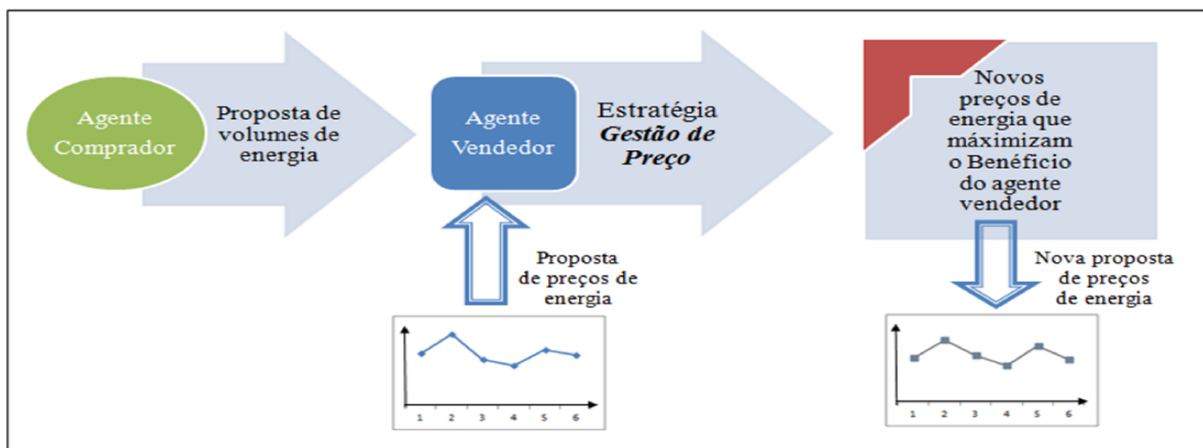 Agente
Comprador
Proposta de
volumes de
energia
Agente
Vendedor
Estratégia
Gestão de
Preço
Novos
preços de
energia que
máximizam
o Benéficio
do agente
vendedor
Proposta
de preços de
energia
Nova proposta
de preços
de energia
1 2 3 4 5 6
1 2 3 4 5 6